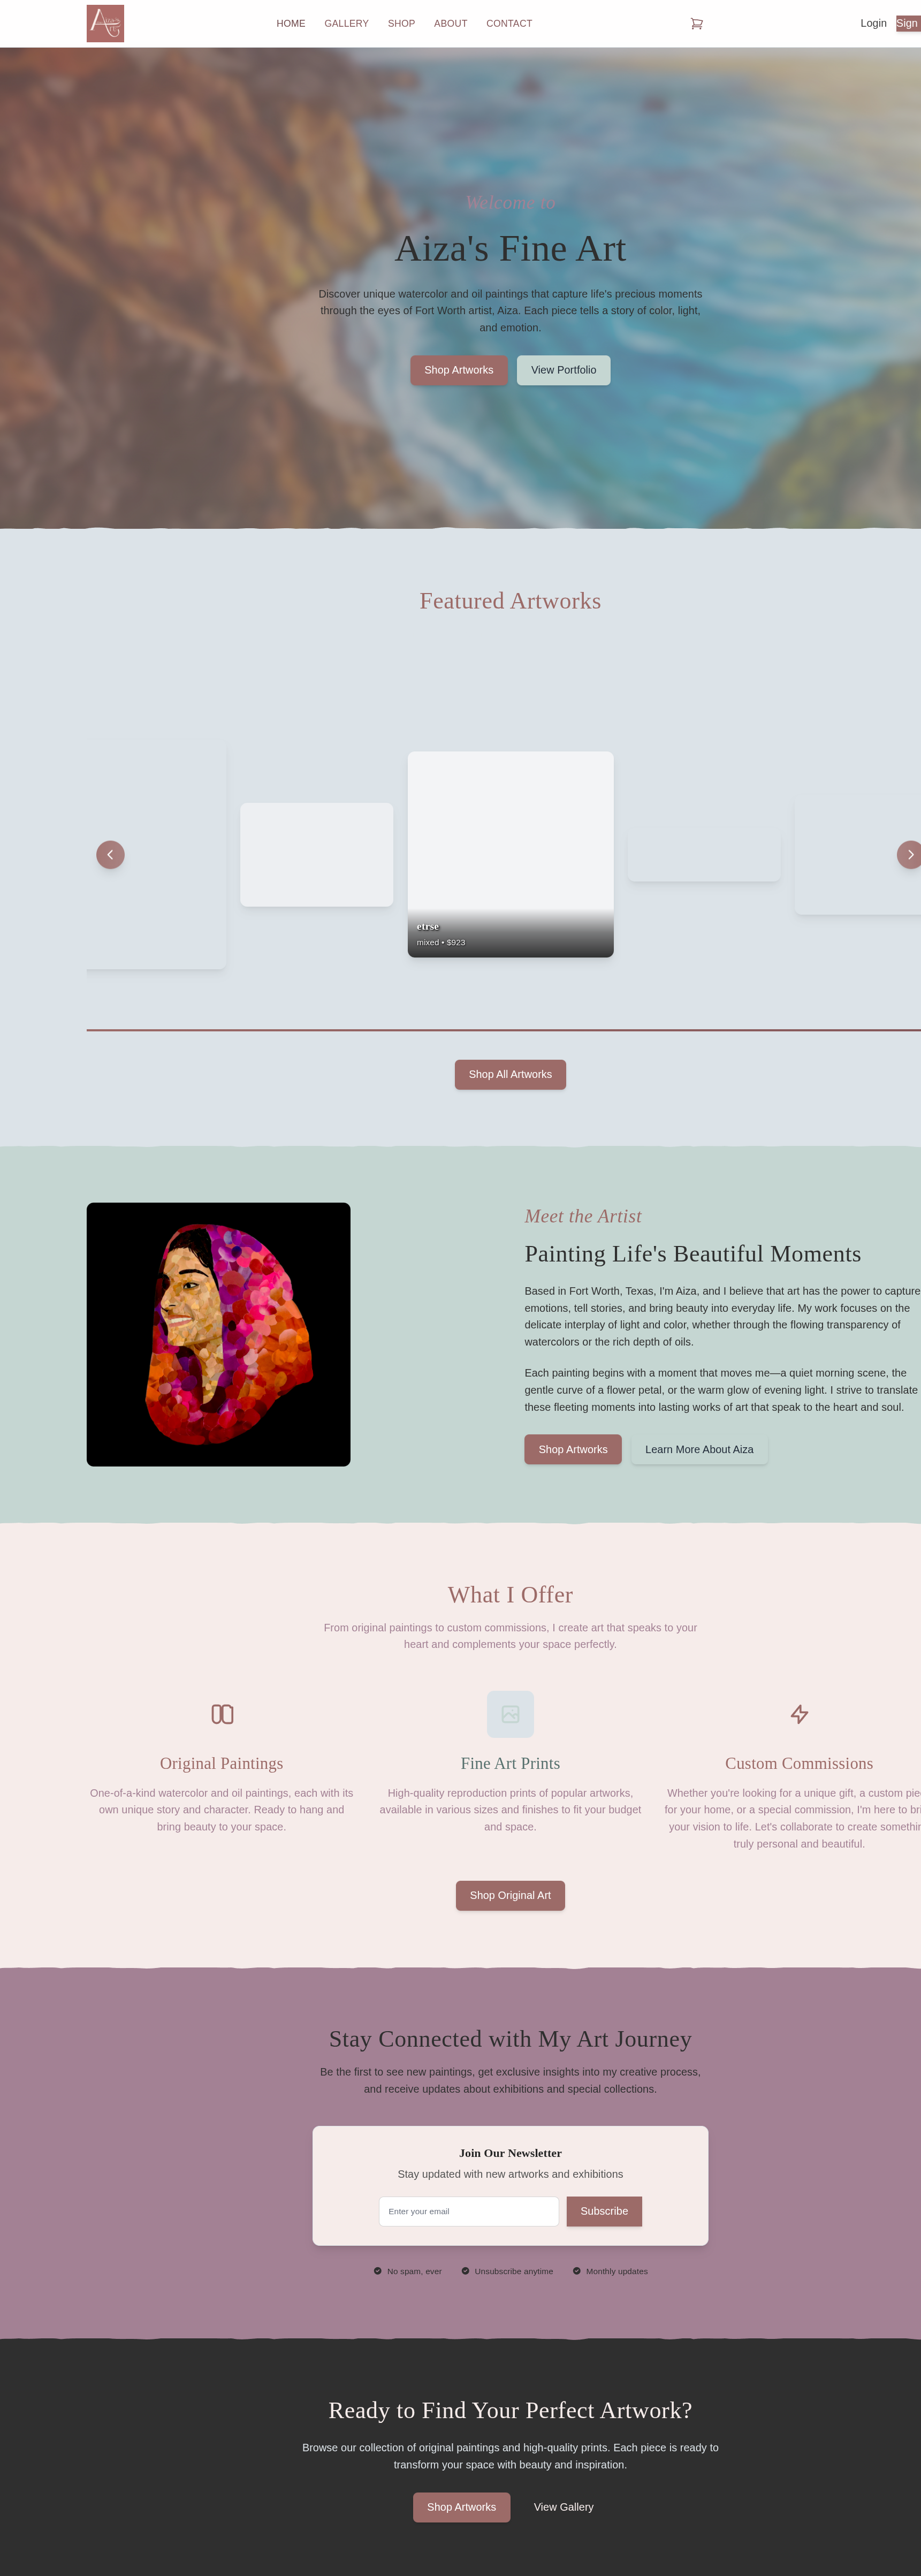 HOME GALLERY SHOP ABOUT CONTACT Login Sign
Welcome to
Aiza's Fine Art
Discover unique watercolor and oil paintings that capture life's precious moments
through the eyes of Fort Worth artist, Aiza. Each piece tells a story of color, light,
and emotion.
Shop Artworks View Portfolio
Featured Artworks
etrse
mixed • $923
Shop All Artworks
Meet the Artist
Painting Life's Beautiful Moments
Based in Fort Worth, Texas, I'm Aiza, and I believe that art has the power to capture
emotions, tell stories, and bring beauty into everyday life. My work focuses on the
delicate interplay of light and color, whether through the flowing transparency of
watercolors or the rich depth of oils.
Each painting begins with a moment that moves me—a quiet morning scene, the
gentle curve of a flower petal, or the warm glow of evening light. I strive to translate
these fleeting moments into lasting works of art that speak to the heart and soul.
Shop Artworks Learn More About Aiza
What I Offer
From original paintings to custom commissions, I create art that speaks to your
heart and complements your space perfectly.
Original Paintings
One-of-a-kind watercolor and oil paintings, each with its
own unique story and character. Ready to hang and
bring beauty to your space.
Fine Art Prints
High-quality reproduction prints of popular artworks,
available in various sizes and finishes to fit your budget
and space.
Custom Commissions
Whether you're looking for a unique gift, a custom pie
for your home, or a special commission, I'm here to bri
your vision to life. Let's collaborate to create somethin
truly personal and beautiful.
Shop Original Art
Stay Connected with My Art Journey
Be the first to see new paintings, get exclusive insights into my creative process,
and receive updates about exhibitions and special collections.
Join Our Newsletter
Stay updated with new artworks and exhibitions
Enter your email Subscribe
No spam, ever Unsubscribe anytime Monthly updates
Ready to Find Your Perfect Artwork?
Browse our collection of original paintings and high-quality prints. Each piece is ready to
transform your space with beauty and inspiration.
Shop Artworks View Gallery